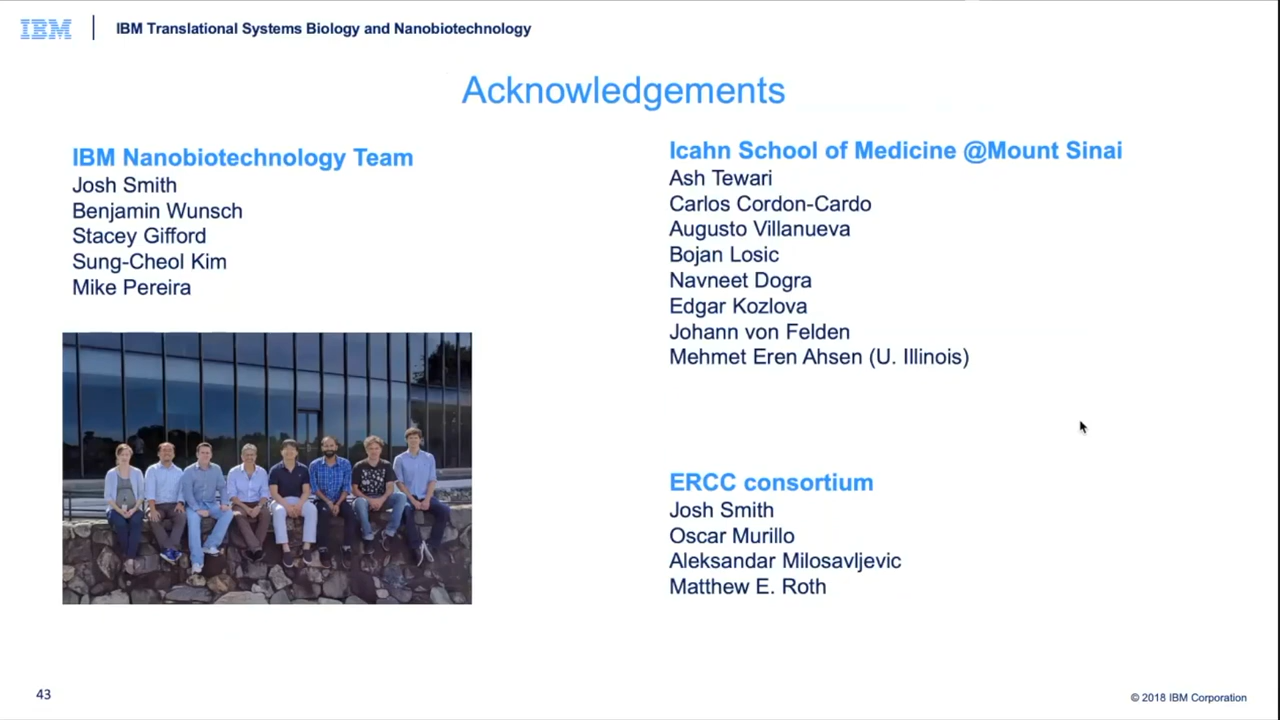 IBM
IBM Translational Systems Biology and Nanobiotechnology
Acknowledgements
IBM Nanobiotechnology Team
Josh Smith
Benjamin Wunsch
Stacey Gifford
Sung-Cheol Kim
Mike Pereira
Icahn School of Medicine @Mount Sinai
Ash Tewari
Carlos Cordon-Cardo
Augusto Villanueva
Bojan Losic
Navneet Dogra
Edgar Kozlova
Johann von Felden
Mehmet Eren Ahsen (U. Illinois)
ERCC consortium
Josh Smith
Oscar Murillo
Aleksandar Milosavljevic
Matthew E. Roth
43
© 2018 IBM Corporation